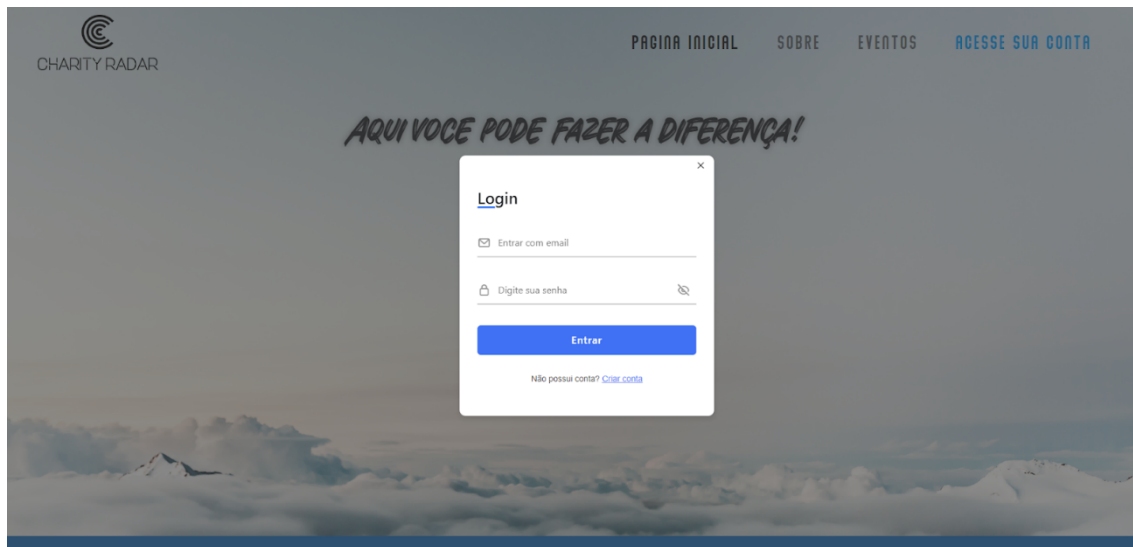 CHARITY RADAR
PAGINA INICIAL SOBRE EVENTOS ACESSE SUA CONTA
AQUI VOCE PODE FAZER A DIFERENÇA!
Login
Entrar com email
Digite sua senha
Entrar
Não possui conta? Criar conta